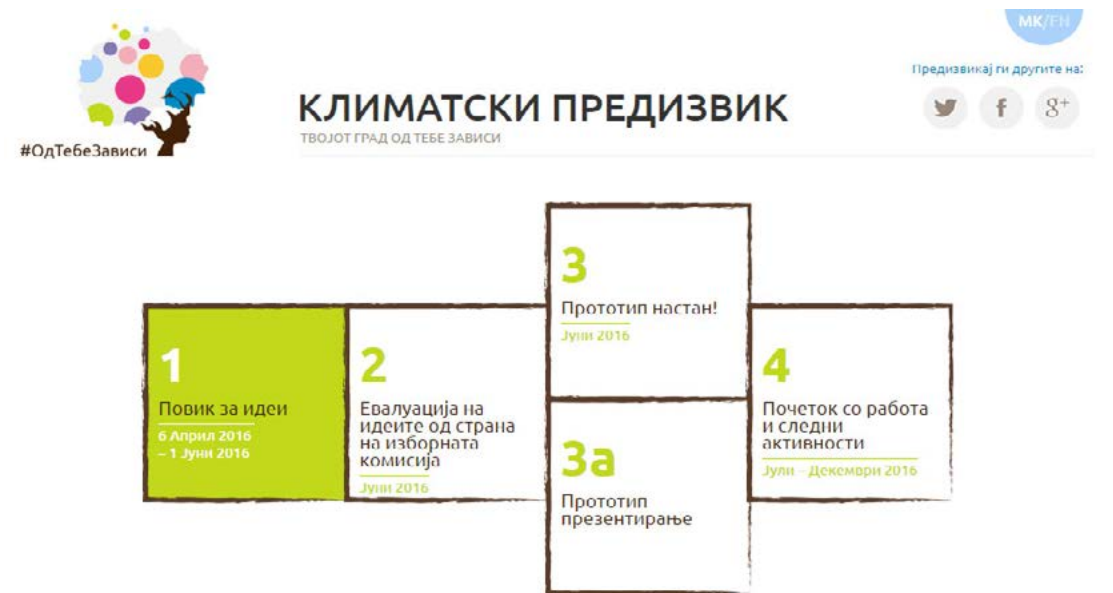 MK/EN
Предизвикај ги другите на:
#ОдТебеЗависи
КЛИМАТСКИ ПРЕДИЗВИК
ТВОЈОТ ГРАД ОД ТЕБЕ ЗАВИСИ
1
Повик за идеи
6 Април 2016
– 1 Јуни 2016
2
Евалуација на
идеите од страна
на изборната
комисија
Јуни 2016
3
Прототип настан!
Јуни 2016
3а
Прототип
презентирање
4
Почеток со работа
и следни
активности
Јули – Декември 2016